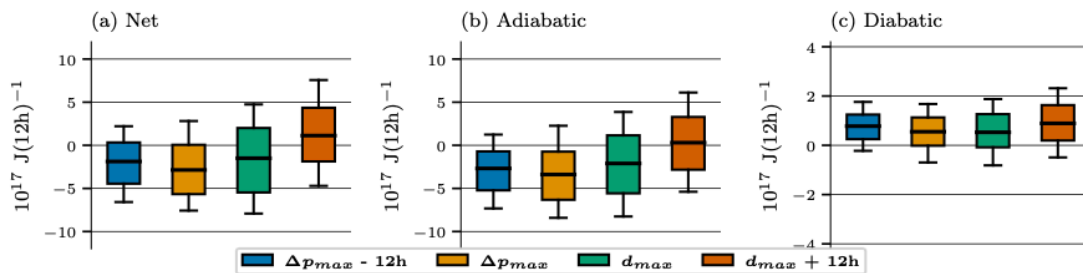 (a) Net
(b) Adiabatic
(c) Diabatic
10^17 J(12h)^−1
10
5
0
−5
−10
10^17 J(12h)^−1
10
5
0
−5
−10
10^17 J(12h)^−1
4
2
0
−2
−4
Δp_max - 12h Δp_max d_max d_max + 12h